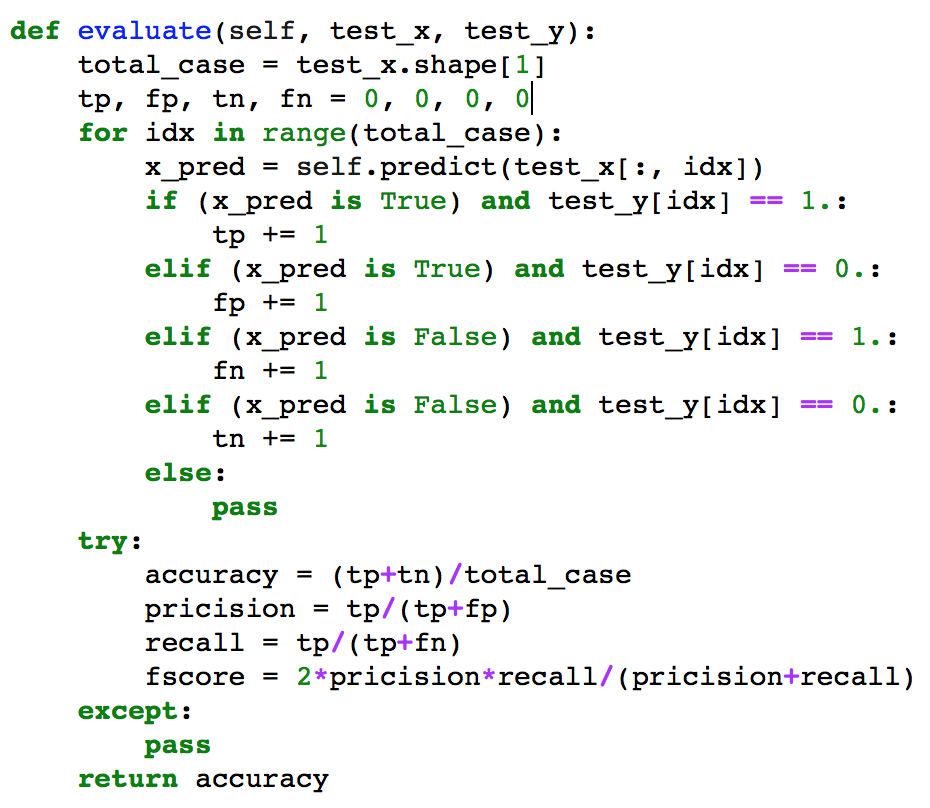 def evaluate(self, test_x, test_y):
    total_case = test_x.shape[1]
    tp, fp, tn, fn = 0, 0, 0, 0
    for idx in range(total_case):
        x_pred = self.predict(test_x[:, idx])
        if (x_pred is True) and test_y[idx] == 1.:
            tp += 1
        elif (x_pred is True) and test_y[idx] == 0.:
            fp += 1
        elif (x_pred is False) and test_y[idx] == 1.:
            fn += 1
        elif (x_pred is False) and test_y[idx] == 0.:
            tn += 1
        else:
            pass
    try:
        accuracy = (tp+tn)/total_case
        pricision = tp/(tp+fp)
        recall = tp/(tp+fn)
        fscore = 2*pricision*recall/(pricision+recall)
    except:
        pass
    return accuracy